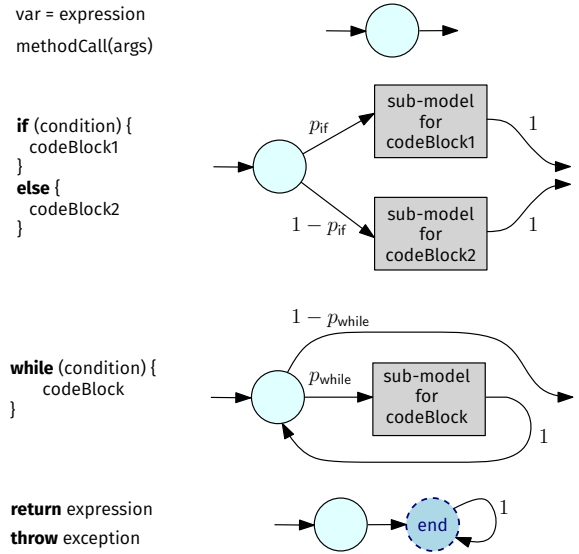 var = expression
methodCall(args)
if (condition) {
codeBlock1
}
else {
codeBlock2
}
p_if
1 − p_if
sub-model
for
codeBlock1
1
sub-model
for
codeBlock2
1
while (condition) {
codeBlock
}
1 − p_while
p_while
sub-model
for
codeBlock
1
return expression
throw exception
end
1